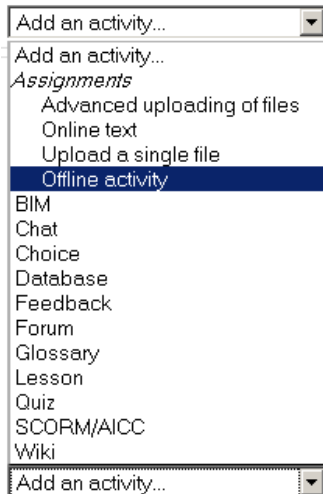 Add an activity...
Add an activity...
Assignments
Advanced uploading of files
Online text
Upload a single file
Offline activity
BIM
Chat
Choice
Database
Feedback
Forum
Glossary
Lesson
Quiz
SCORM/AICC
Wiki
Add an activity...